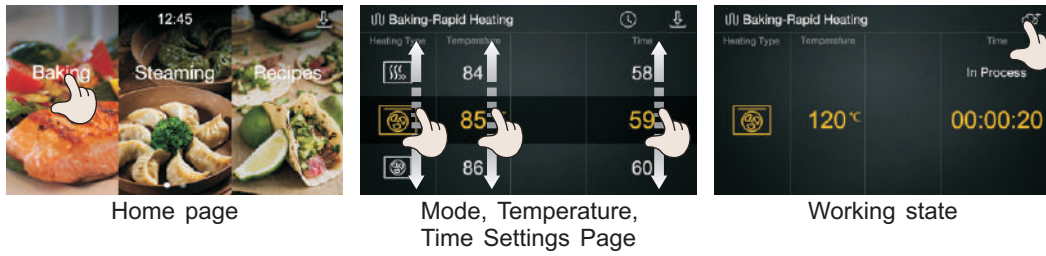 12:45
Baking
Steaming
Recipes
Home page
Baking-Rapid Heating
Heating Type Temperature Time
84 58
85 59
86 60
Mode, Temperature,
Time Settings Page
Baking-Rapid Heating
Heating Type Temperature Time
In Process
120 °C 00:00:20
Working state